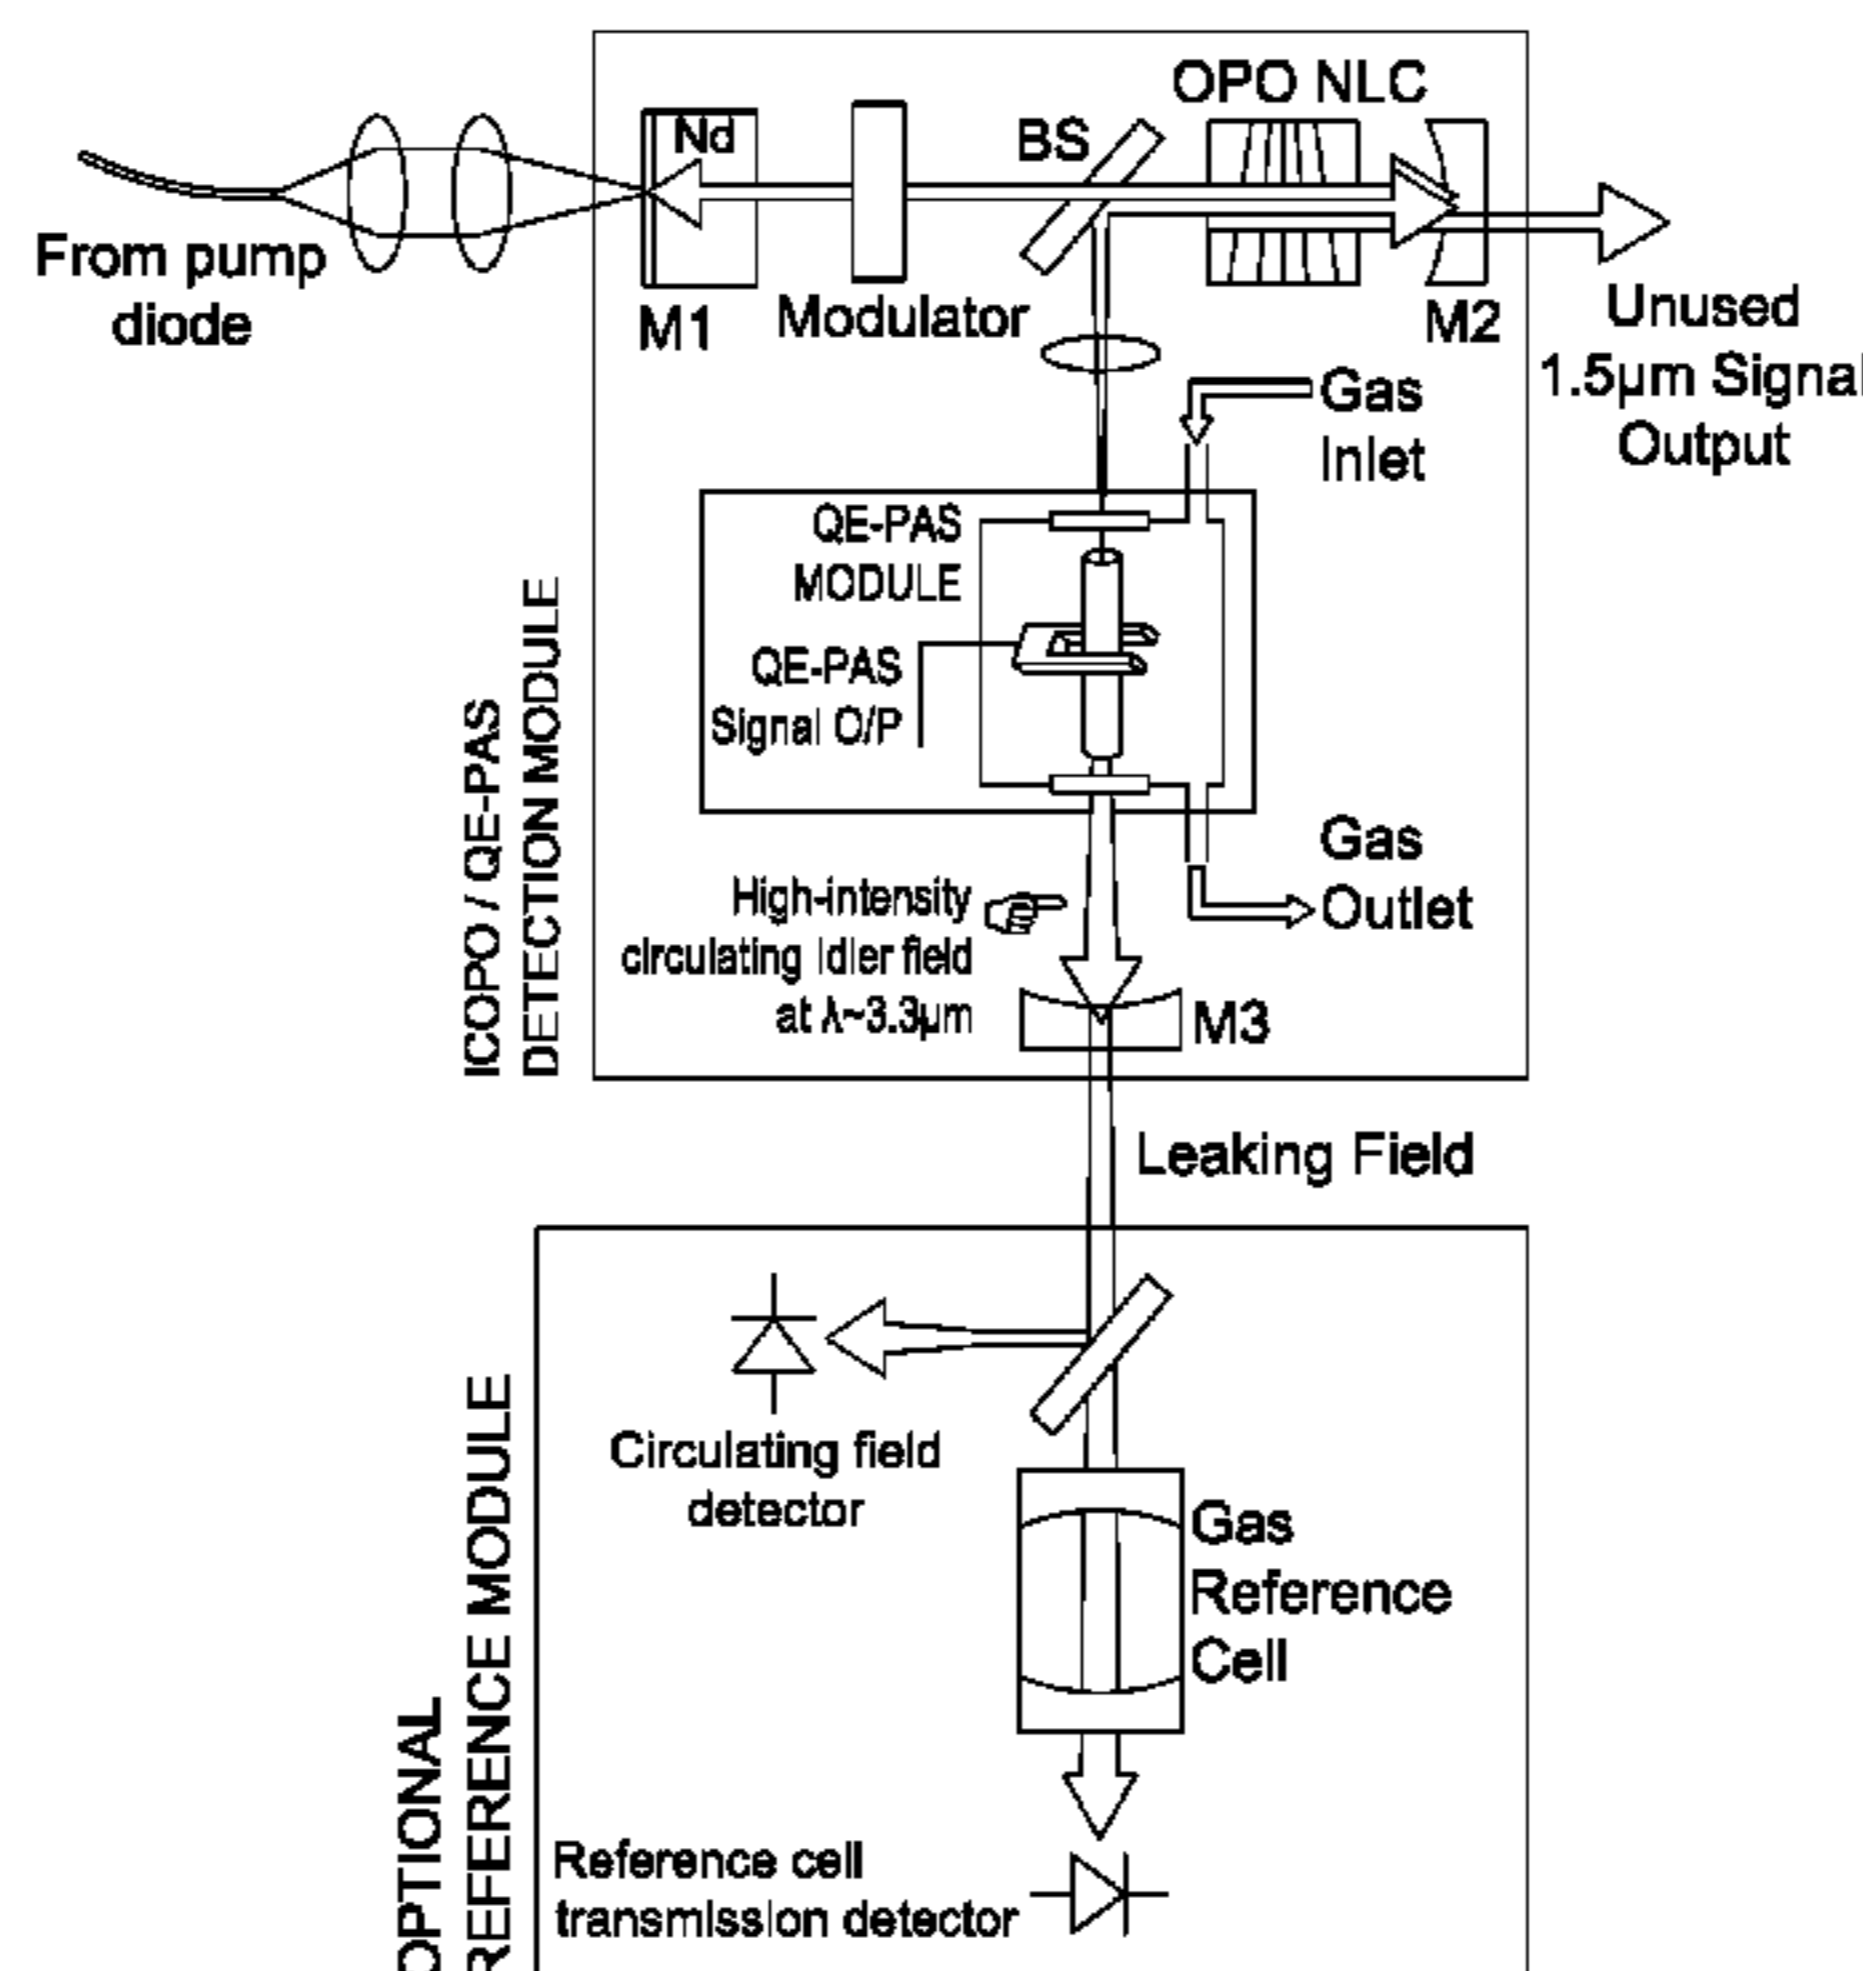 OPO NLC
Nd
BS
From pump
diode
M1
Modulator
M2
Unused
1.5µm Signal
Output
Gas
Inlet
QE-PAS
MODULE
QE-PAS
Signal O/P
ICOPO / QE-PAS
DETECTION MODULE
Gas
Outlet
High-intensity
circulating idler field
at λ~3.3µm
M3
Leaking Field
Circulating field
detector
Gas
Reference
Cell
OPTIONAL
REFERENCE MODULE
Reference cell
transmission detector